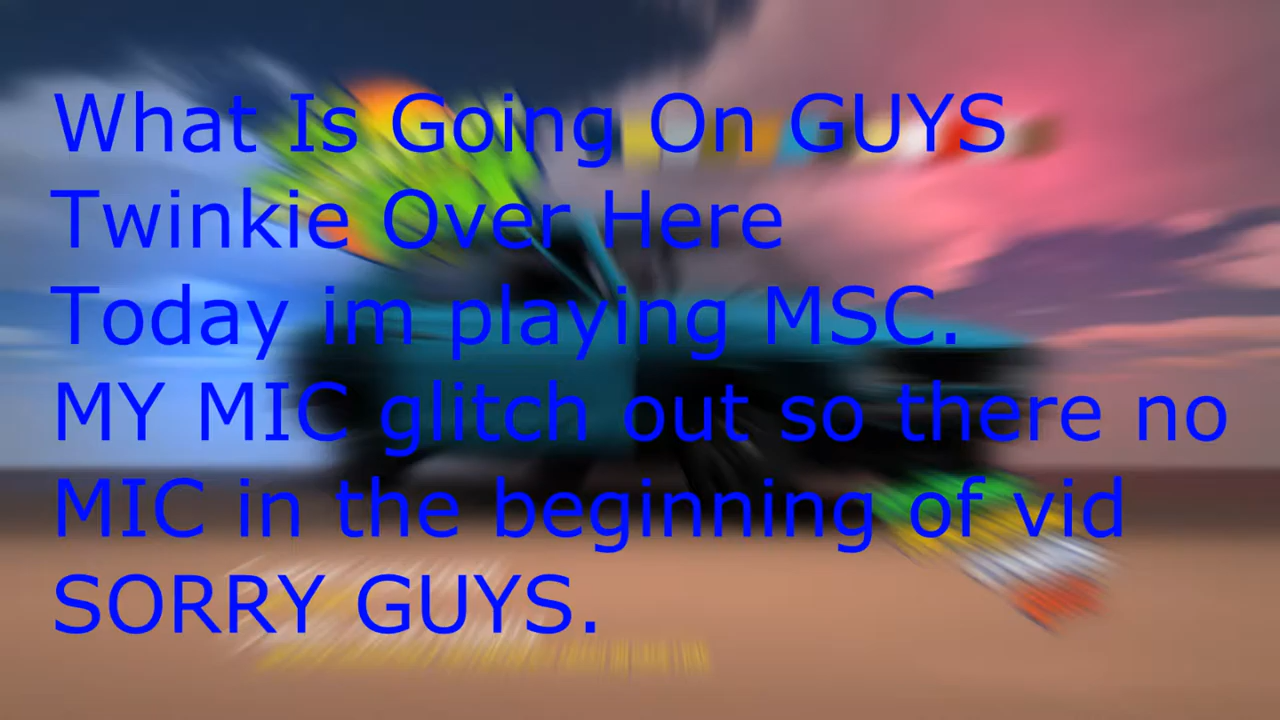 What Is Going On GUYS
Twinkie Over Here
Today im playing MSC.
MY MIC glitch out so there no
MIC in the beginning of vid
SORRY GUYS.